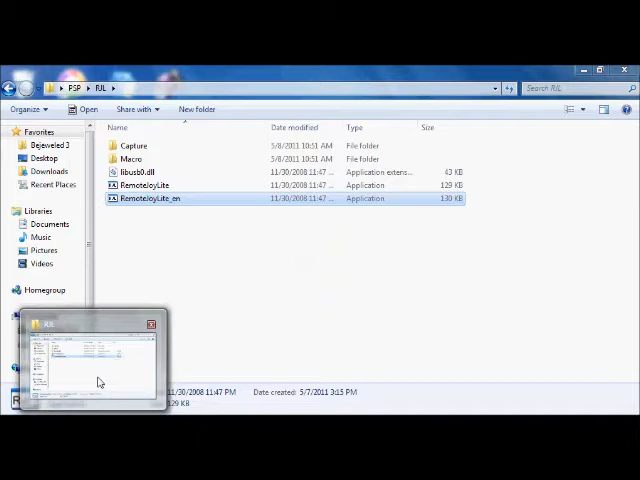 PSP RJL Search RJL
Organize Open Share with New folder
Favorites Name Date modified Type Size
Bejeweled 3 Capture 5/8/2011 10:51 AM File folder
Desktop Macro 5/8/2011 10:51 AM File folder
Downloads libusb0.dll 11/30/2008 11:47 ... Application extens... 43 KB
Recent Places RemoteJoyLite 11/30/2008 11:47 ... Application 129 KB
RemoteJoyLite_en 11/30/2008 11:47 ... Application 130 KB
Libraries
Documents
Music
Pictures
Videos
Homegroup
RJL
11/30/2008 11:47 PM Date created: 5/7/2011 3:15 PM
129 KB